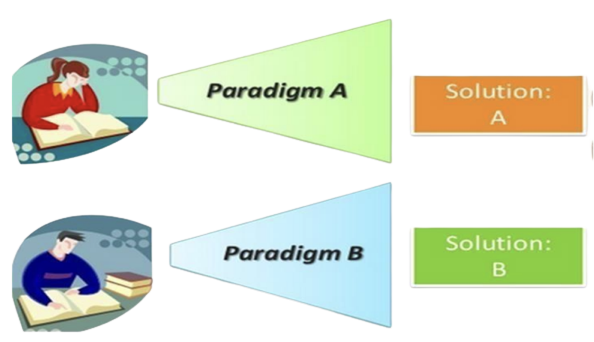 Paradigm A
Solution:
A
Paradigm B
Solution:
B